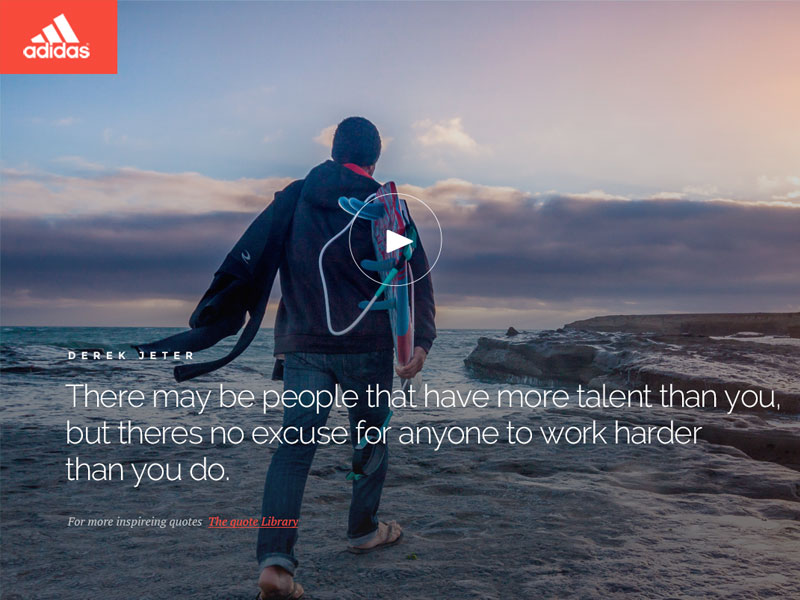 adidas
DEREK JETER
There may be people that have more talent than you,
but theres no excuse for anyone to work harder
than you do.
For more inspireing quotes The quote Library